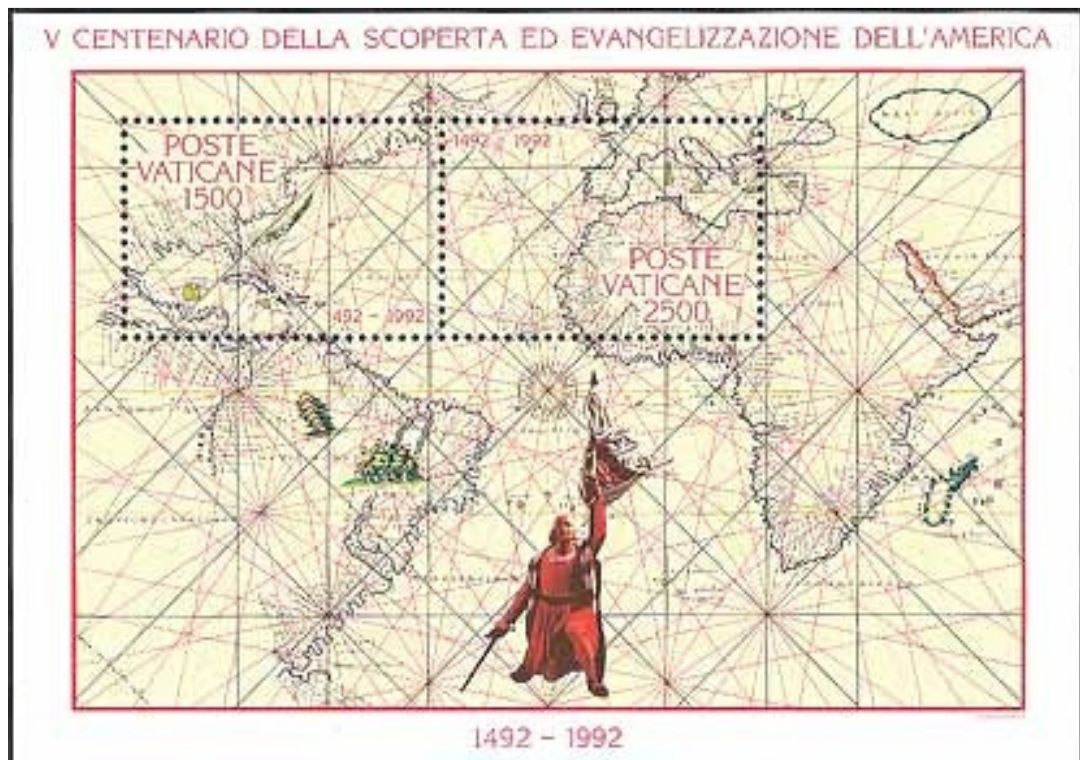 V CENTENARIO DELLA SCOPERTA ED EVANGELIZZAZIONE DELL'AMERICA
POSTE
VATICANE
1500
1492 - 1992
492 - 1992
POSTE
VATICANE
2500
1492 - 1992